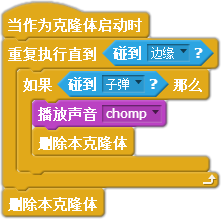 当作为克隆体启动时
重复执行直到 碰到 边缘 ?
如果 碰到 子弹 ? 那么
播放声音 chomp
删除本克隆体
删除本克隆体